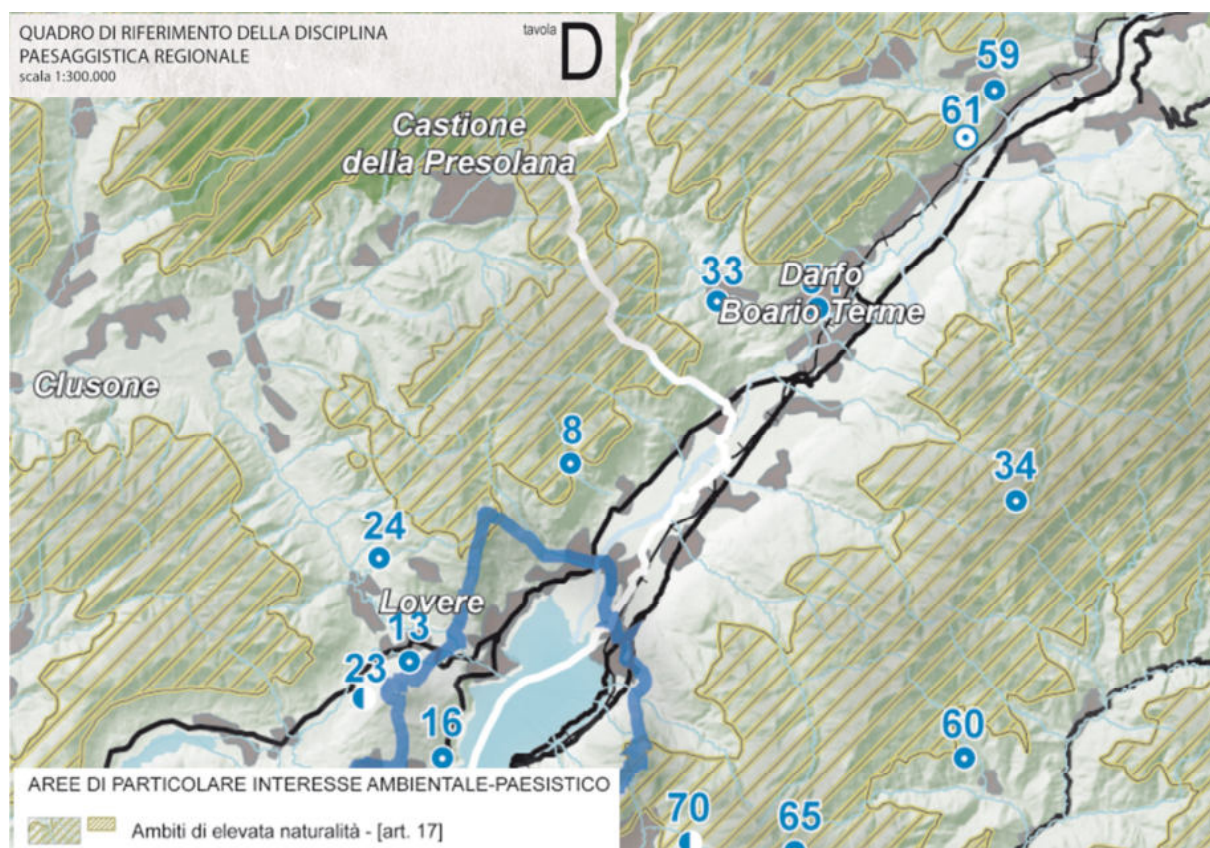 QUADRO DI RIFERIMENTO DELLA DISCIPLINA
PAESAGGISTICA REGIONALE
scala 1:300.000
tavola
D
59
61
Castione
della Presolana
33
Darfo
Boario Terme
Clusone
8
34
24
Lovere
13
23
16
60
70
65
AREE DI PARTICOLARE INTERESSE AMBIENTALE-PAESISTICO
Ambiti di elevata naturalità - [art. 17]